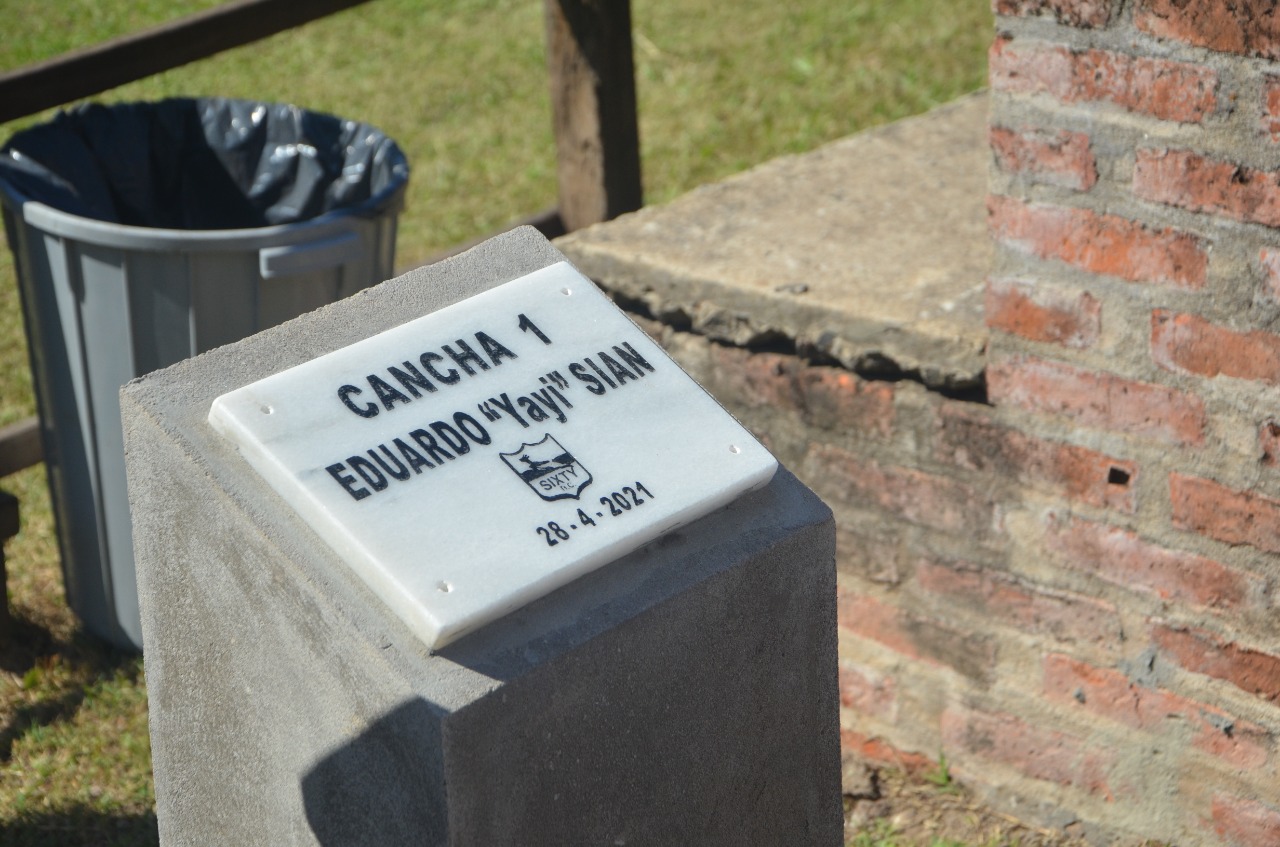 CANCHA 1
EDUARDO "Yayi" SIAN
SIXTY
R.C.
28-4-2021